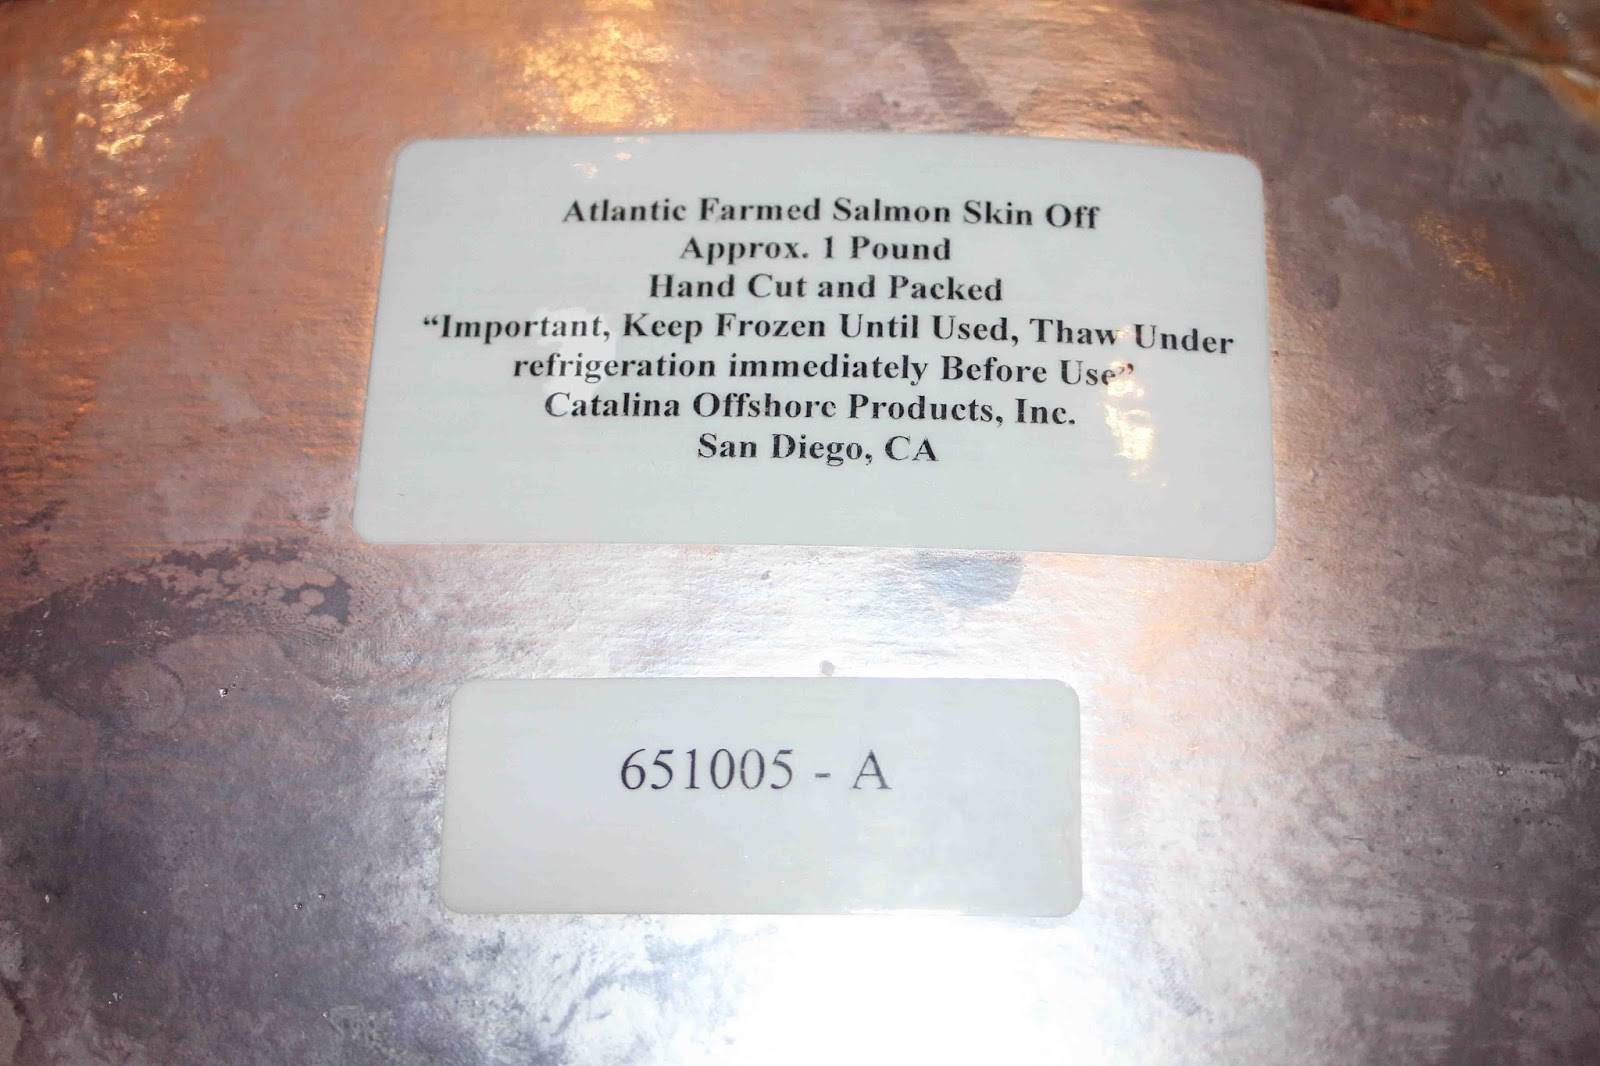 Atlantic Farmed Salmon Skin Off
Approx. 1 Pound
Hand Cut and Packed
“Important, Keep Frozen Until Used, Thaw Under
refrigeration immediately Before Use”
Catalina Offshore Products, Inc.
San Diego, CA
651005 - A